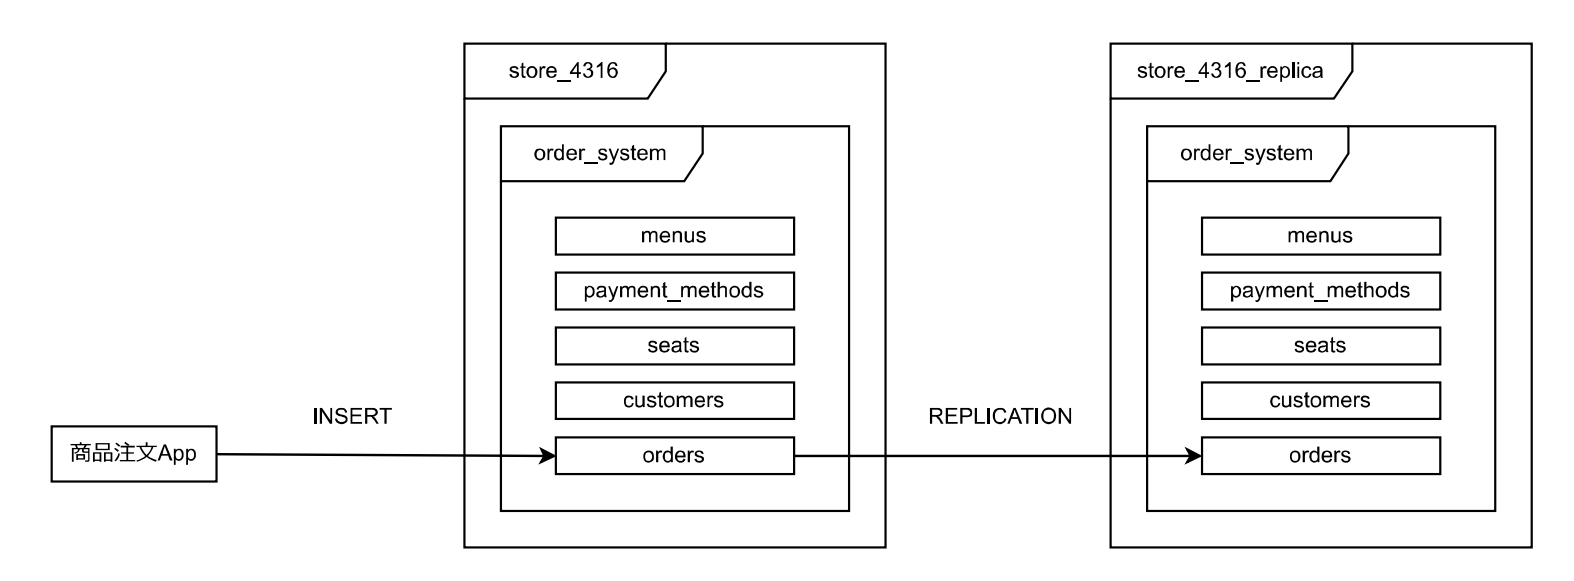 store_4316
order_system
menus
payment_methods
seats
customers
orders
商品注文App
INSERT
REPLICATION
store_4316_replica
order_system
menus
payment_methods
seats
customers
orders